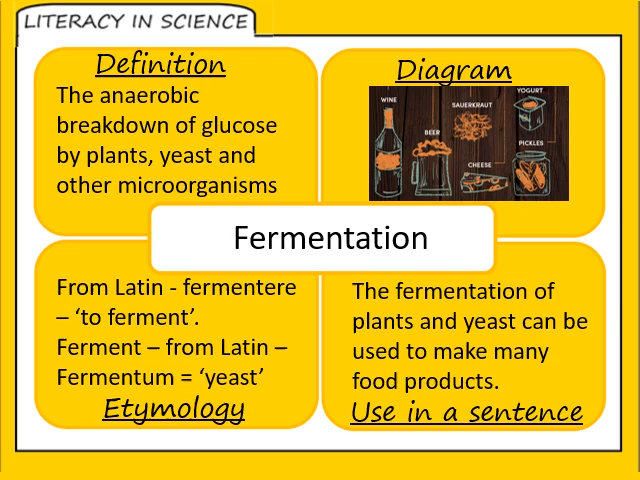 LITERACY IN SCIENCE
Definition
The anaerobic
breakdown of glucose
by plants, yeast and
other microorganisms
Diagram
WINE
BEER
SAUERKRAUT
CHEESE
YOGURT
PICKLES
Fermentation
From Latin - fermentere
– ‘to ferment’.
Ferment – from Latin –
Fermentum = ‘yeast’
Etymology
The fermentation of
plants and yeast can be
used to make many
food products.
Use in a sentence